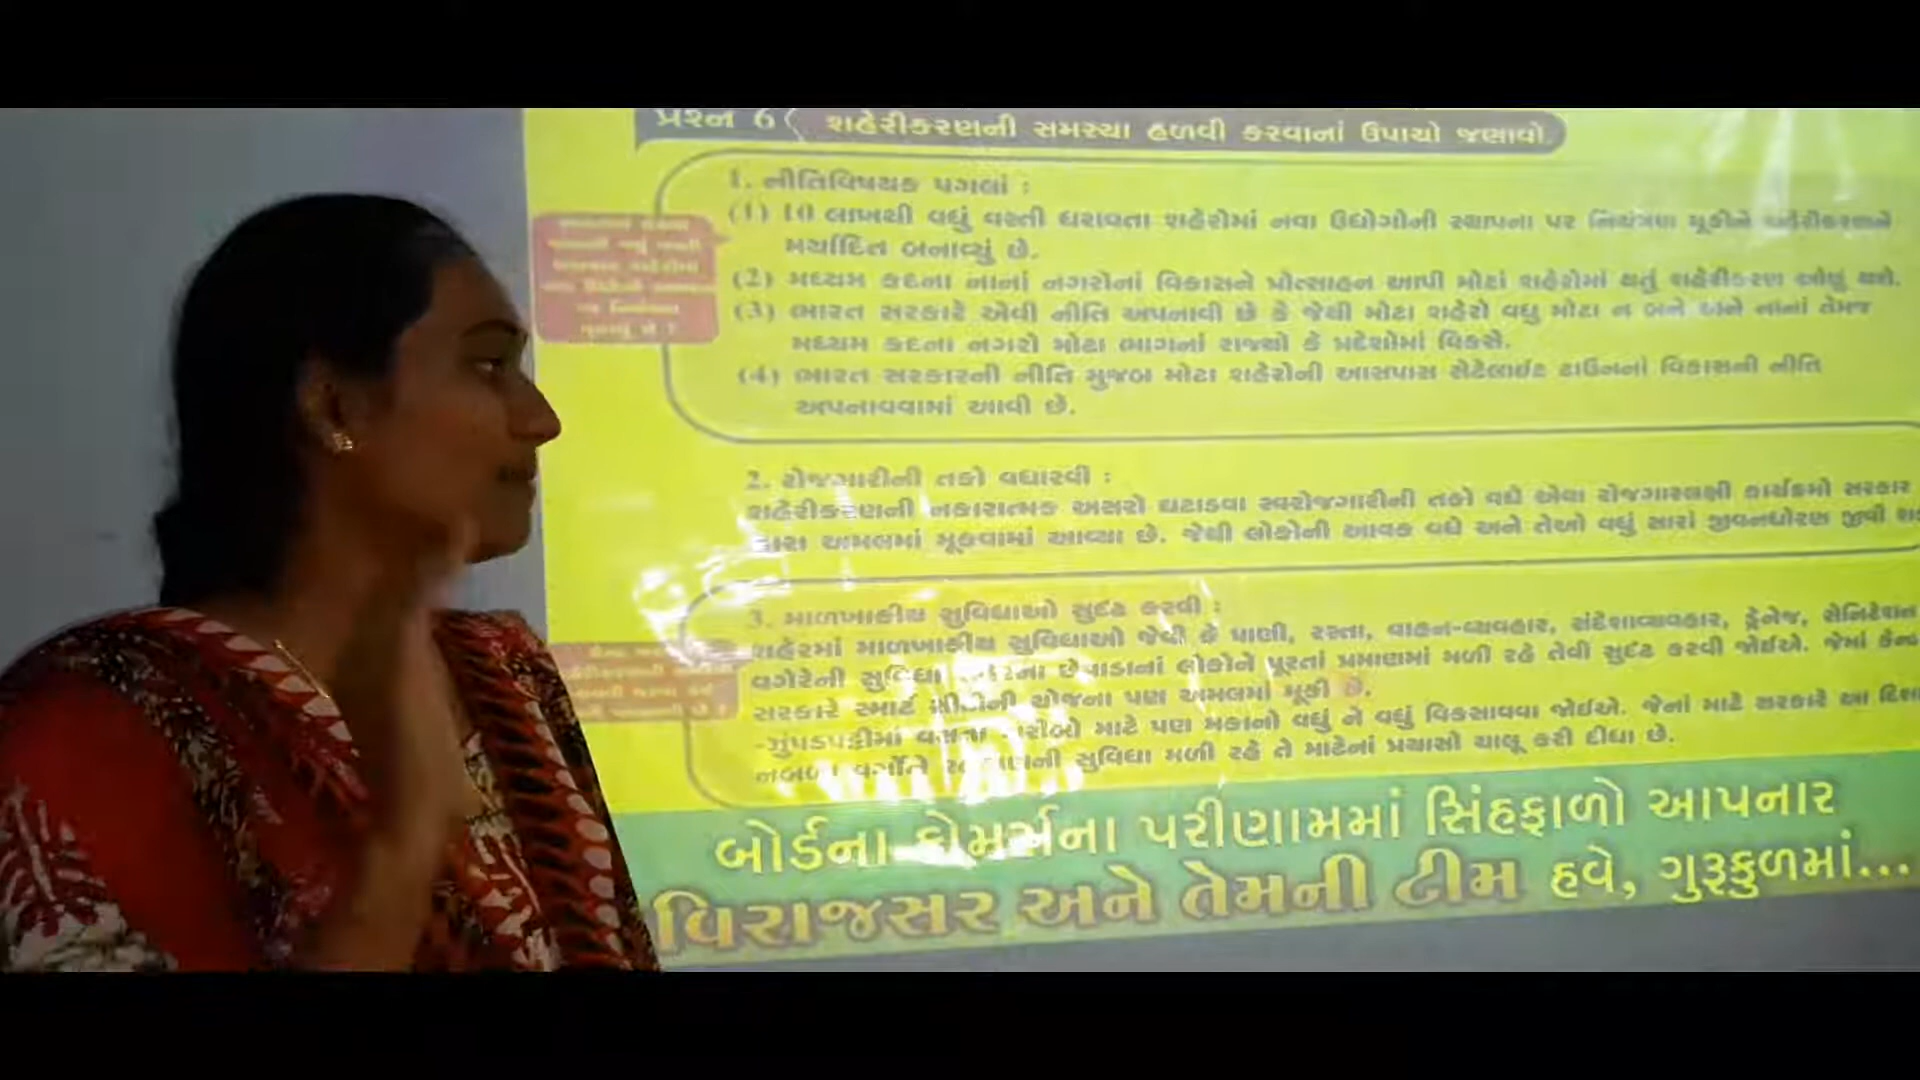 પ્રશ્ન 6 શહેરીકરણની સમસ્યા હળવી કરવાનાં ઉપાયો જણાવો.
1. નીતિવિષયક પગલાં :
(1) 10 લાખથી વધું વસ્તી ધરાવતા શહેરોમાં નવા ઉદ્યોગોની સ્થાપના પર નિયંત્રણ મૂકીને શહેરીકરણને
મર્યાદિત બનાવ્યું છે.
(2) મધ્યમ કદના નાનાં નગરોનાં વિકાસને પ્રોત્સાહન આપી મોટાં શહેરોમાં થતું શહેરીકરણ ઓછું થશે.
(3) ભારત સરકારે એવી નીતિ અપનાવી છે કે જેથી મોટા શહેરો વધુ મોટા ન બને અને નાનાં તેમજ
મધ્યમ કદના નગરો મોટા ભાગનાં રાજ્યો કે પ્રદેશોમાં વિકસે.
(4) ભારત સરકારની નીતિ મુજબ મોટા શહેરોની આસપાસ સેટેલાઈટ ટાઉનનાં વિકાસની નીતિ
અપનાવવામાં આવી છે.
2. રોજગારીની તકો વધારવી :
શહેરીકરણની નકારાત્મક અસરો ઘટાડવા સ્વરોજગારીની તકો વધે એવા રોજગારલક્ષી કાર્યક્રમો સરકાર
દ્વારા અમલમાં મૂકવામાં આવ્યા છે. જેથી લોકોની આવક વધે અને તેઓ વધું સારાં જીવનધોરણ જીવી
3. માળખાકીય સુવિધાઓ સુદૃઢ કરવી :
શહેરમાં માળખાકીય સુવિધાઓ જેવી કે પાણી, રસ્તા, વાહન-વ્યવહાર, સંદેશાવ્યવહાર, ડ્રેનેજ, સેનિટેશન
વગેરેની સુવિધા છેવાડાનાં લોકોને પૂરતાં પ્રમાણમાં મળી રહે તેવી સુદૃઢ કરવી જોઈએ. જેમાં કેન્દ્ર
સરકારે સ્માર્ટ સીટીની યોજના પણ અમલમાં મૂકી છે.
-ઝુંપડપટ્ટીમાં વસતા ગરીબો માટે પણ મકાનો વધું ને વધું વિકસાવવા જોઈએ. જેનાં માટે સરકારે આ દિશા
નબળા વર્ગોને સુવિધા મળી રહે તે માટેનાં પ્રયાસો ચાલૂ કરી દીધા છે.
બોર્ડના કોમર્સના પરીણામમાં સિંહફાળો આપનાર
વિરાજસર અને તેમની ટીમ હવે, ગુરૂકુળમાં...